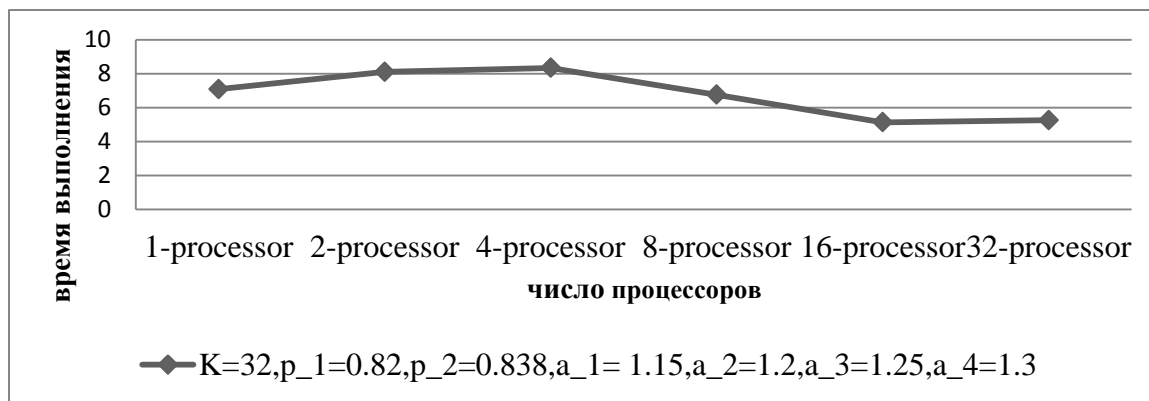 время выполнения
10
8
6
4
2
0
1-processor 2-processor 4-processor 8-processor 16-processor32-processor
число процессоров
K=32,p_1=0.82,p_2=0.838,a_1= 1.15,a_2=1.2,a_3=1.25,a_4=1.3